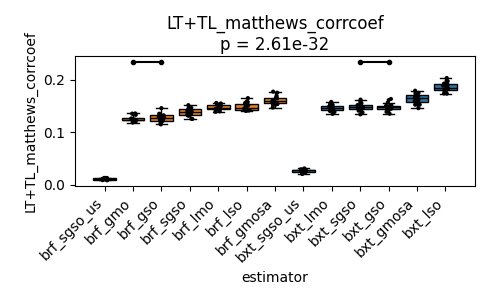 LT+TL_matthews_corrcoef
p = 2.61e-32
LT+TL_matthews_corrcoef
0.2
0.1
0.0
brf_sgso_us
brf_gmo
brf_gso
brf_sgso
brf_lmo
brf_lso
brf_gmosa
bxt_sgso_us
bxt_lmo
bxt_sgso
bxt_gso
bxt_gmosa
bxt_lso
estimator